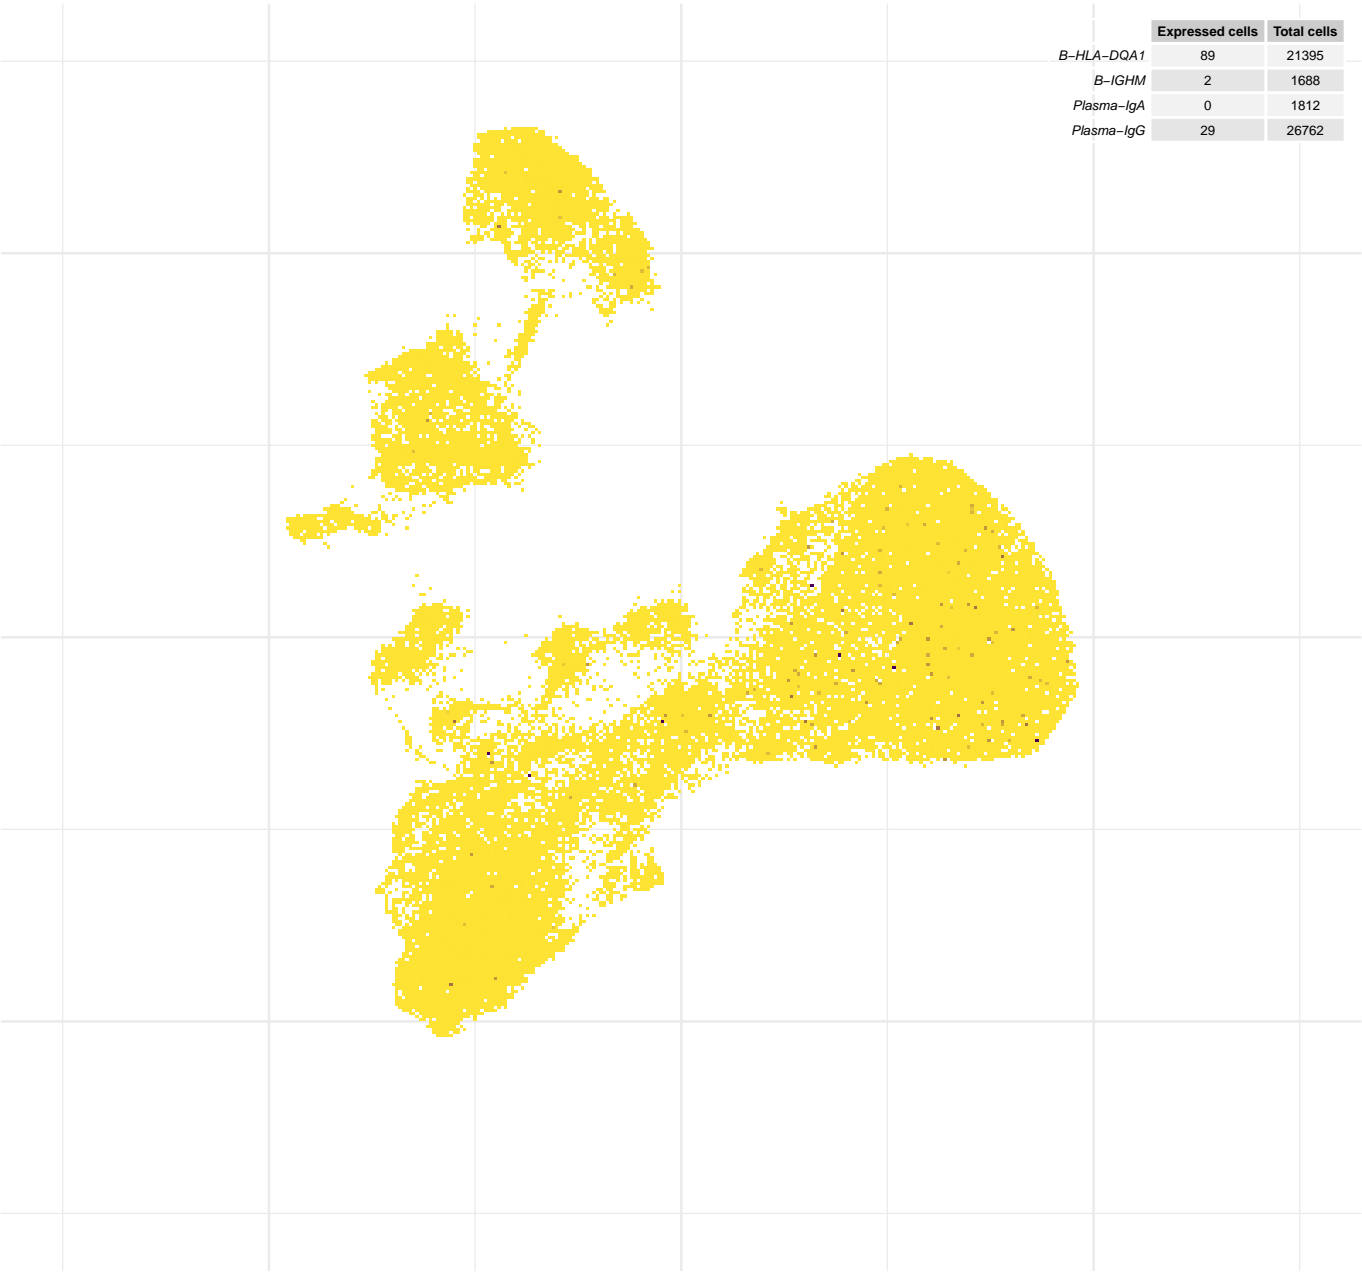 Expressed cells Total cells
B−HLA−DQA1 89 21395
B−IGHM 2 1688
Plasma−IgA 0 1812
Plasma−IgG 29 26762